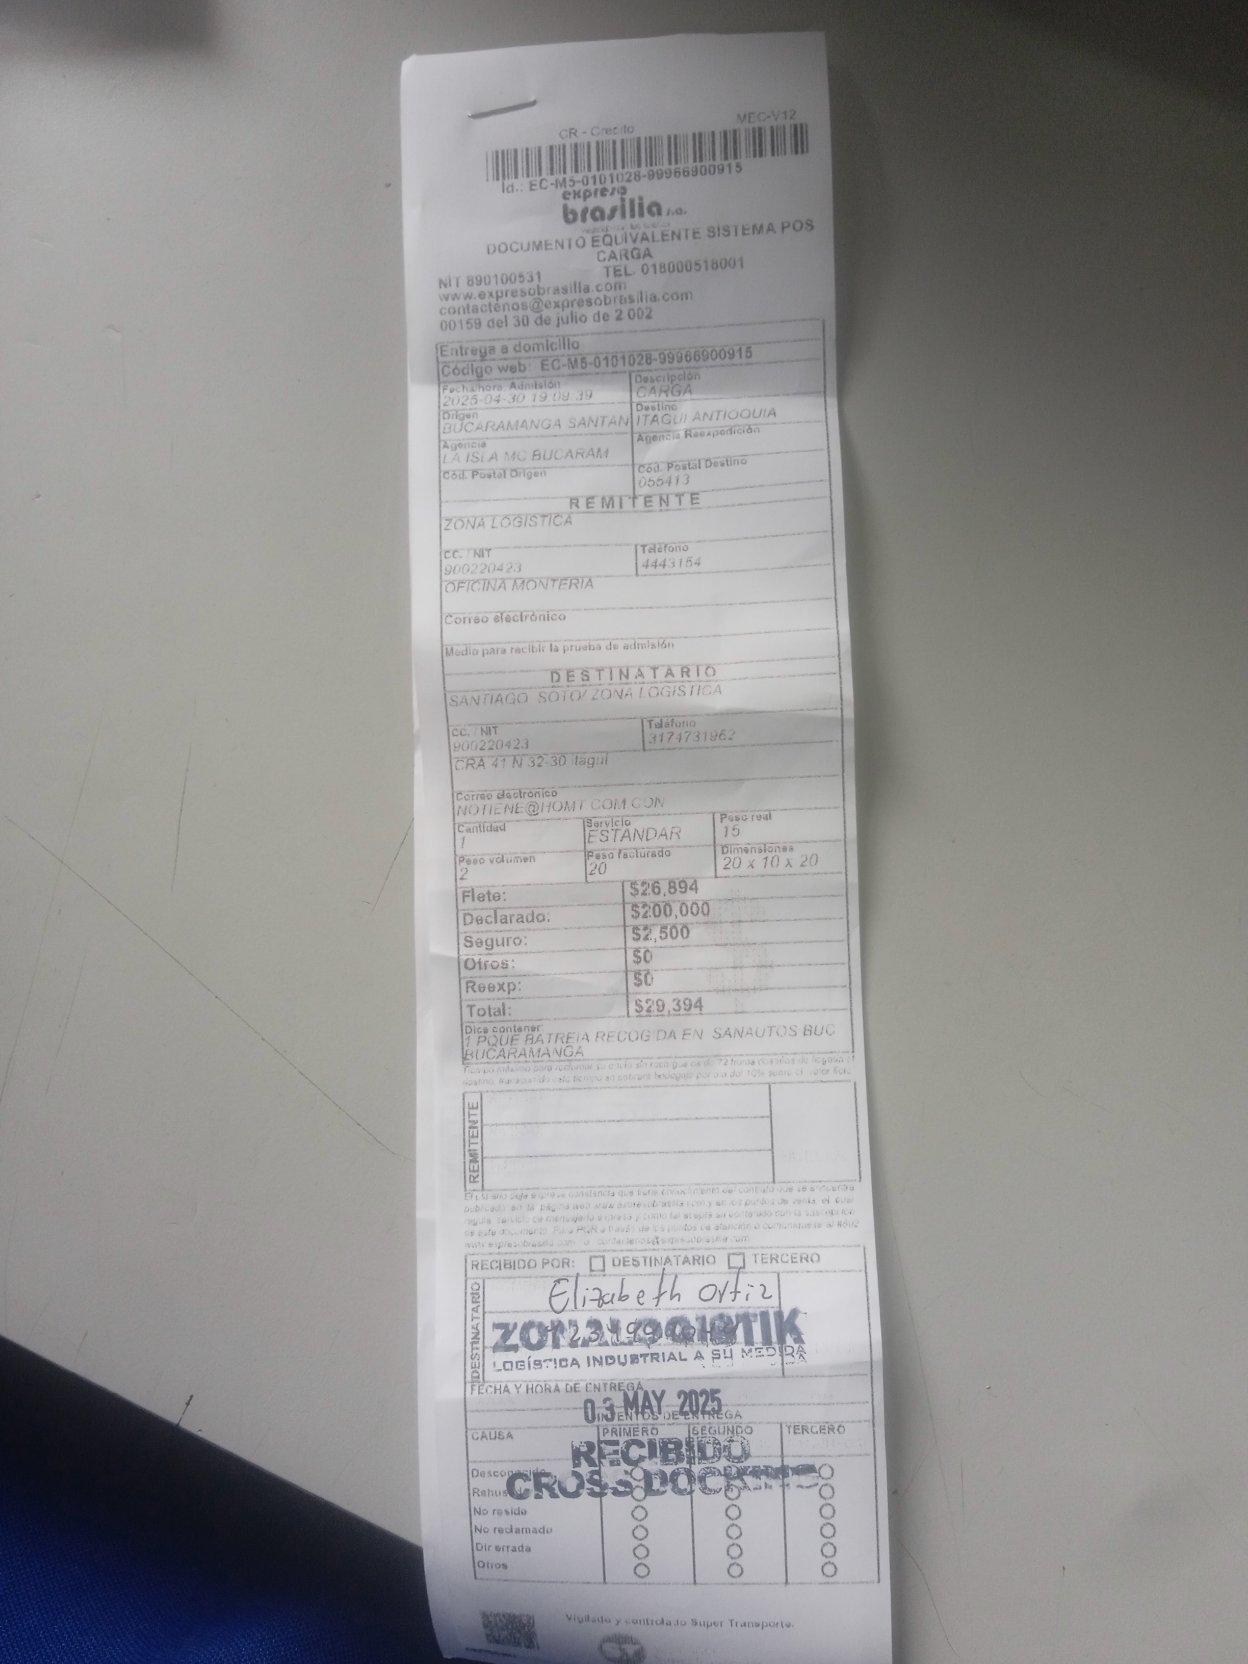 CR - Credito MEC-V12
Id.: EC-M5-0101028-99966900915
expreso
brasilia s.a.
DOCUMENTO EQUIVALENTE SISTEMA POS
CARGA
NIT 890100531 TEL. 018000518001
www.expresobrasilia.com
contactenos@expresobrasilia.com
00159 del 30 de julio de 2 002
Entrega a domicilio
Código web: EC-M5-0101028-99966900915
Fecha/hora Admisión Descripción
2025-04-30 19 08 39 CARGA
Origen Destino
BUCARAMANGA SANTAN ITAGUI ANTIOQUIA
Agencia Agencia Reexpedición
LA ISLA MC BUCARAM
Cód. Postal Origen Cód. Postal Destino
055413
REMITENTE
ZONA LOGISTICA
CC. / NIT Teléfono
900220423 4443154
OFICINA MONTERIA
Correo electrónico
Medio para recibir la prueba de admisión
DESTINATARIO
SANTIAGO SOTO/ ZONA LOGISTICA
CC. / NIT Teléfono
900220423 3174731962
CRA 41 N 32-30 itagui
Correo electrónico
NOTIENE@HOMT COM.CON
Cantidad Servicio Peso real
1 ESTANDAR 15
Peso volumen Peso facturado Dimensiones
2 20 20 x 10 x 20
Flete: $26,894
Declarado: $200,000
Seguro: $2,500
Otros: $0
Reexp: $0
Total: $29,394
Dice contener
1 PQUE BATREIA RECOGIDA EN SANAUTOS BUC
BUCARAMANGA
REMITENTE
RECIBIDO POR: DESTINATARIO TERCERO
DESTINATARIO
Elizabeth Ortiz
ZONALOGISTIK
LOGÍSTICA INDUSTRIAL A SU MEDIDA
FECHA Y HORA DE ENTREGA
03 MAY 2025
INTENTOS DE ENTREGA
CAUSA PRIMERO SEGUNDO TERCERO
RECIBIDO
CROSS DOCKING
No reside
No reclamado
Dir errada
Otros
Vigilado y controlado Super Transporte.